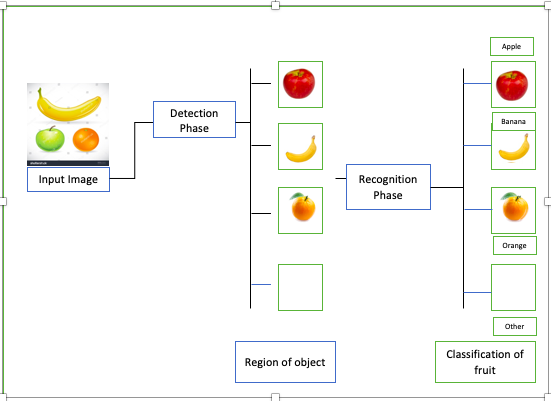 Apple
Detection
Phase
Banana
Input Image
Recognition
Phase
Orange
Other
Region of object
Classification of
fruit